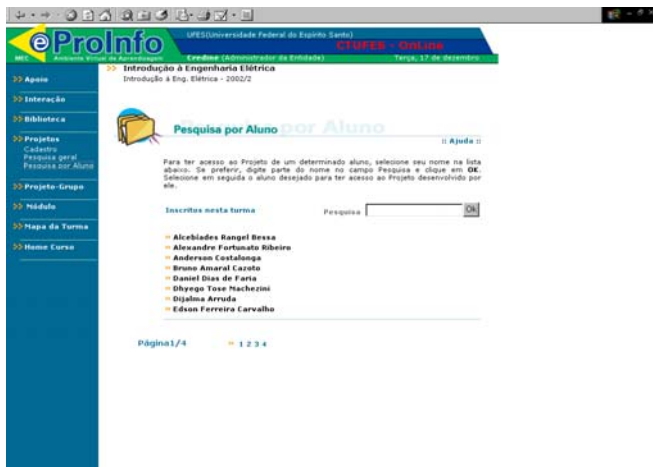 UFES(Universidade Federal do Espírito Santo)
CTUFES - OnLine
eProInfo
MEC Ambiente Virtual de Aprendizagem
Crediné (Administrador da Entidade) Terça, 17 de dezembro
>> Introdução à Engenharia Elétrica
Introdução à Eng. Elétrica - 2002/2
>> Apoio
>> Interação
>> Biblioteca
>> Projetos
Cadastro
Pesquisa geral
Pesquisa por Aluno
>> Projeto-Grupo
>> Módulo
>> Mapa da Turma
>> Home Curso
Pesquisa por Aluno
:: Ajuda ::
Para ter acesso ao Projeto de um determinado aluno, selecione seu nome na lista
abaixo. Se preferir, digite parte do nome no campo Pesquisa e clique em OK.
Selecione em seguida o aluno desejado para ter acesso ao Projeto desenvolvido por
ele.
Inscritos nesta turma Pesquisa Ok
Alcebíades Rangel Bessa
Alexandre Fortunato Ribeiro
Anderson Costalonga
Bruno Amaral Cazoto
Daniel Dias de Faria
Dhyego Tose Machezini
Dijalma Arruda
Edson Ferreira Carvalho
Página1/4 1 2 3 4